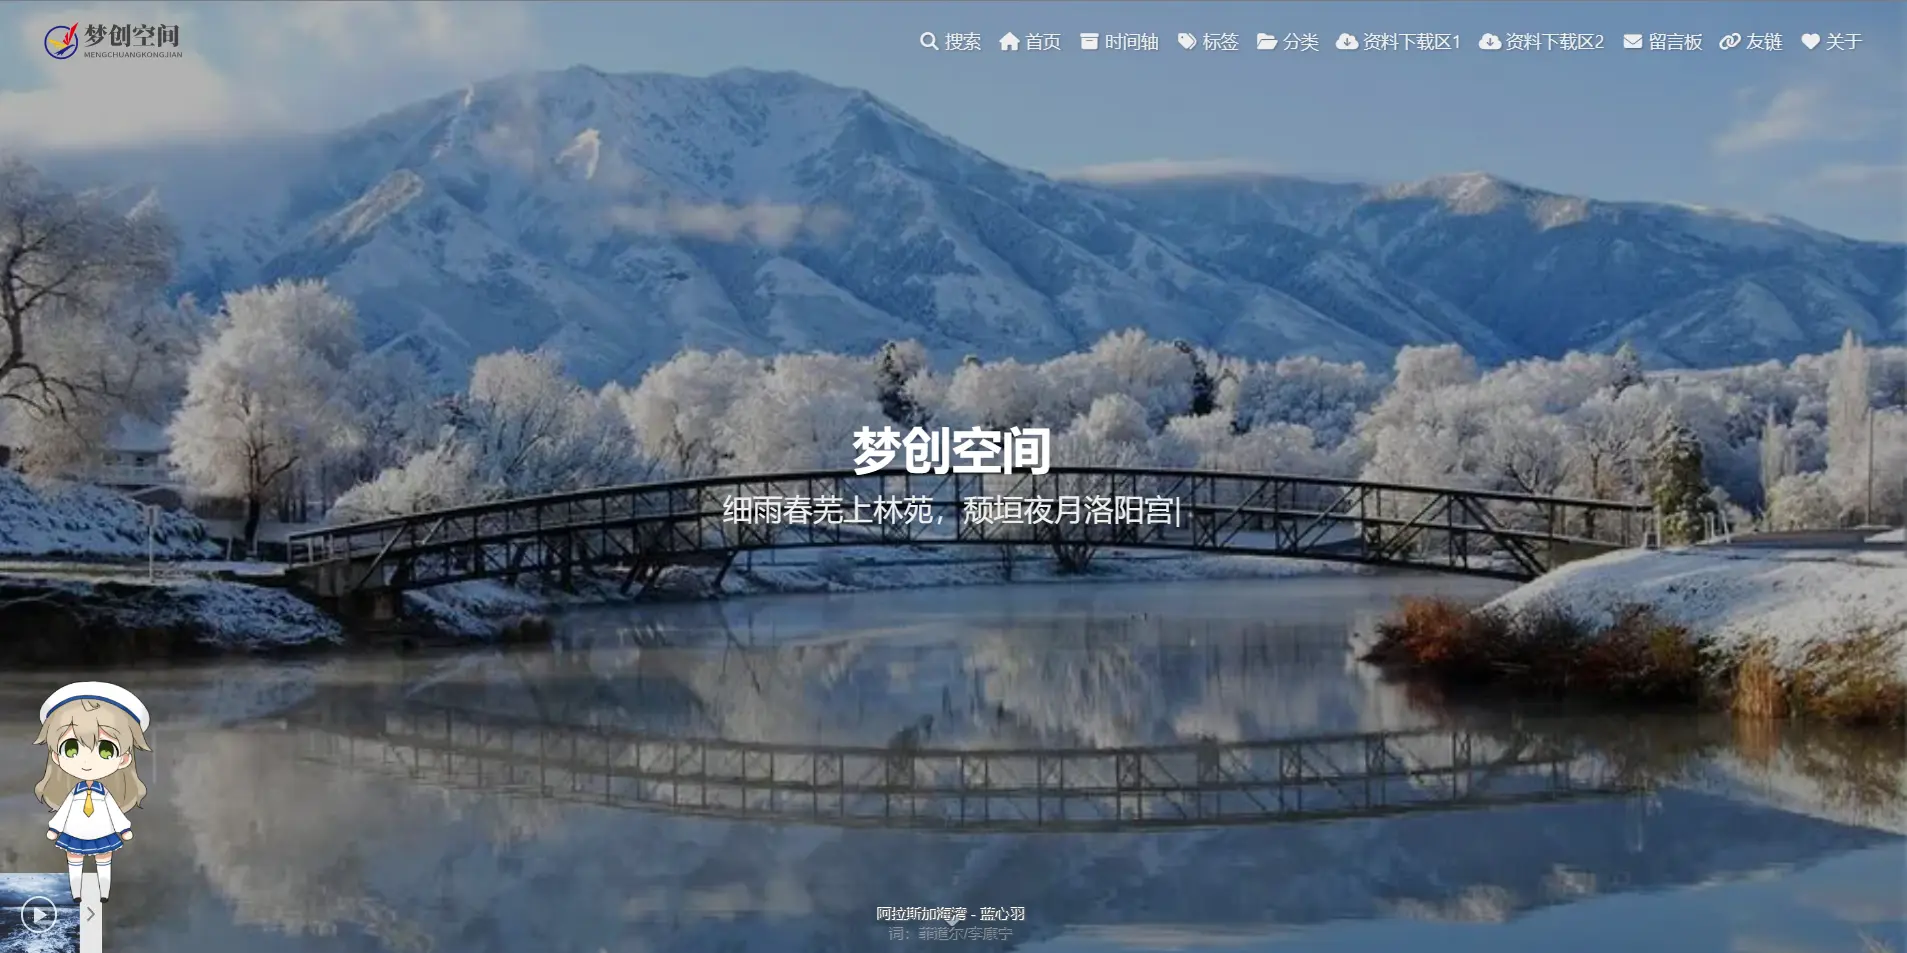 梦创空间
MENGCHUANGKONGJIAN
搜索 首页 时间轴 标签 分类 资料下载区1 资料下载区2 留言板 友链 关于
梦创空间
细雨春芜上林苑，颓垣夜月洛阳宫|
阿拉斯加海湾 - 蓝心羽
词：菲道尔/李康宁